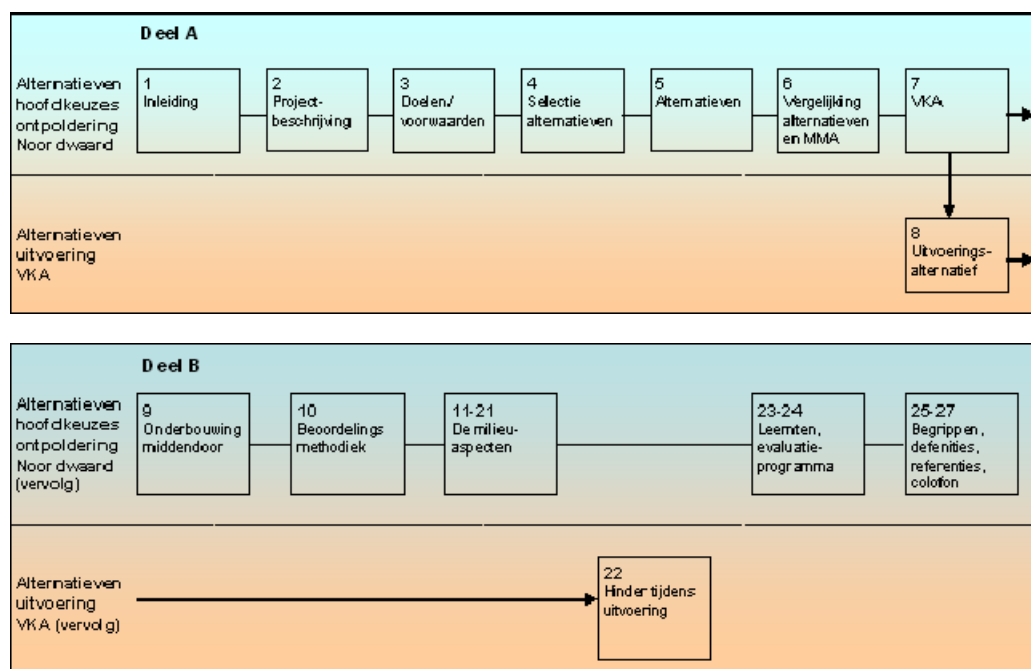 Deel A
Alternatieven
hoofdkeuzes
ontpoldering
Noordwaard
1
Inleiding
2
Project-
beschrijving
3
Doelen/
voorwaarden
4
Selectie
alternatieven
5
Alternatieven
6
Vergelijking
alternatieven
en MMA
7
VKA
Alternatieven
uitvoering
VKA
8
Uitvoerings-
alternatief
Deel B
Alternatieven
hoofdkeuzes
ontpoldering
Noordwaard
(vervolg)
9
Onderbouwing
middendoor
10
Beoordelings
methodiek
11-21
De milieu-
aspecten
23-24
Leemten,
evaluatie-
programma
25-27
Begrippen,
defenities,
referenties,
colofon
Alternatieven
uitvoering
VKA (vervolg)
22
Hinder tijdens
uitvoering